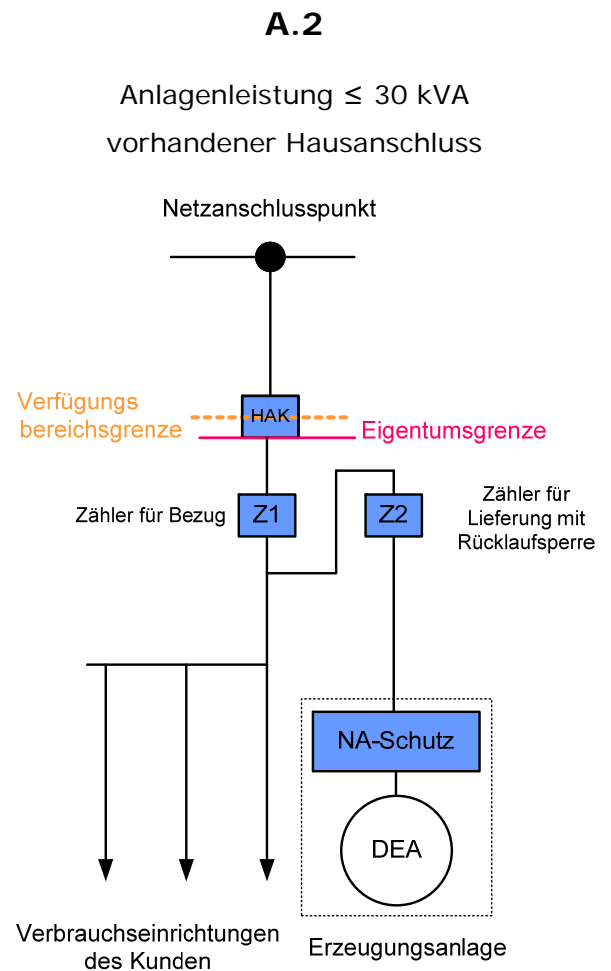 A.2
Anlagenleistung ≤ 30 kVA
vorhandener Hausanschluss
Netzanschlusspunkt
Verfügungs
bereichsgrenze
HAK
Eigentumsgrenze
Zähler für Bezug
Z1
Z2
Zähler für
Lieferung mit
Rücklaufsperre
NA-Schutz
DEA
Verbrauchseinrichtungen
des Kunden
Erzeugungsanlage